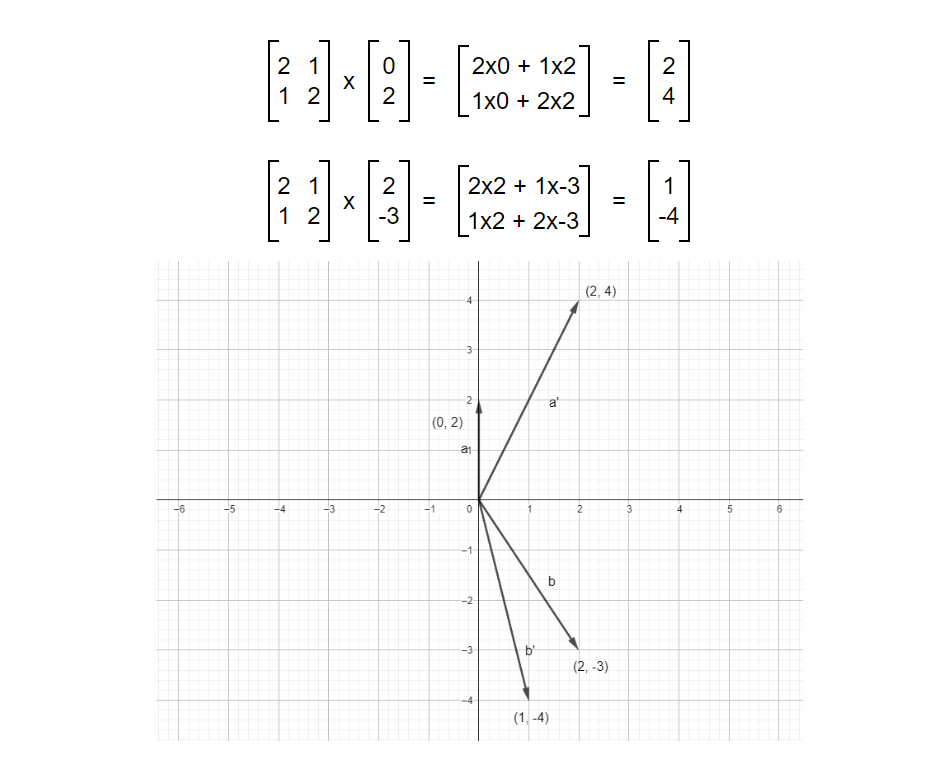 2 1 x 0 = 2x0 + 1x2 = 2
1 2 2 1x0 + 2x2 4
2 1 x 2 = 2x2 + 1x-3 = 1
1 2 -3 1x2 + 2x-3 -4
(2, 4)
4
3
2
a'
(0, 2)
a
1
−6 −5 −4 −3 −2 −1 0 1 2 3 4 5 6
−1
b
−2
−3
b'
(2, -3)
−4
(1, -4)